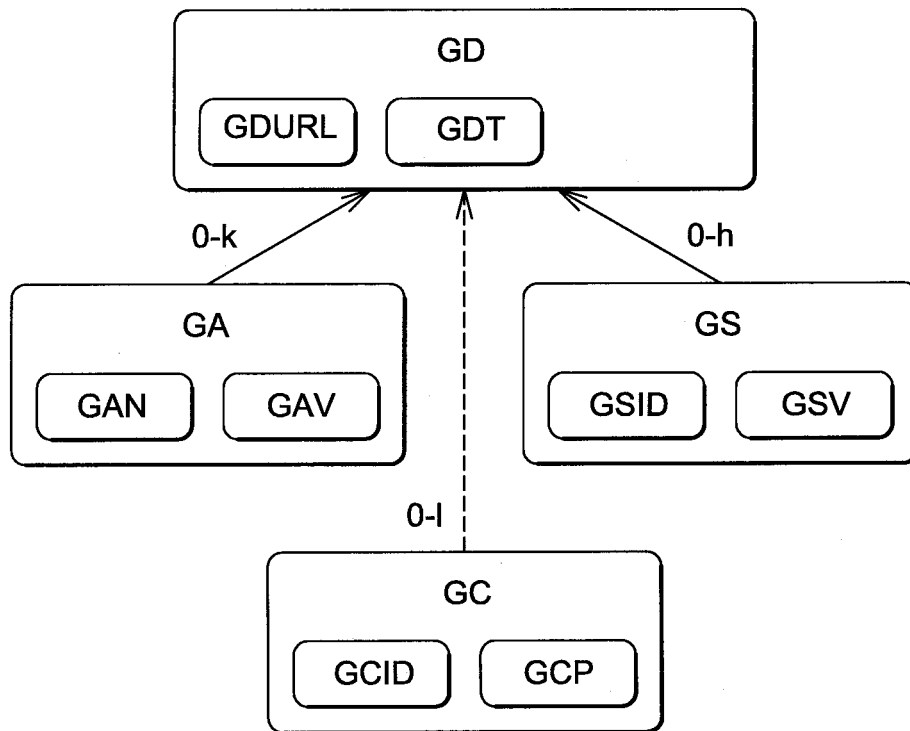 GD
GDURL
GDT
0-k
0-h
GA
GS
GAN
GAV
GSID
GSV
0-l
GC
GCID
GCP